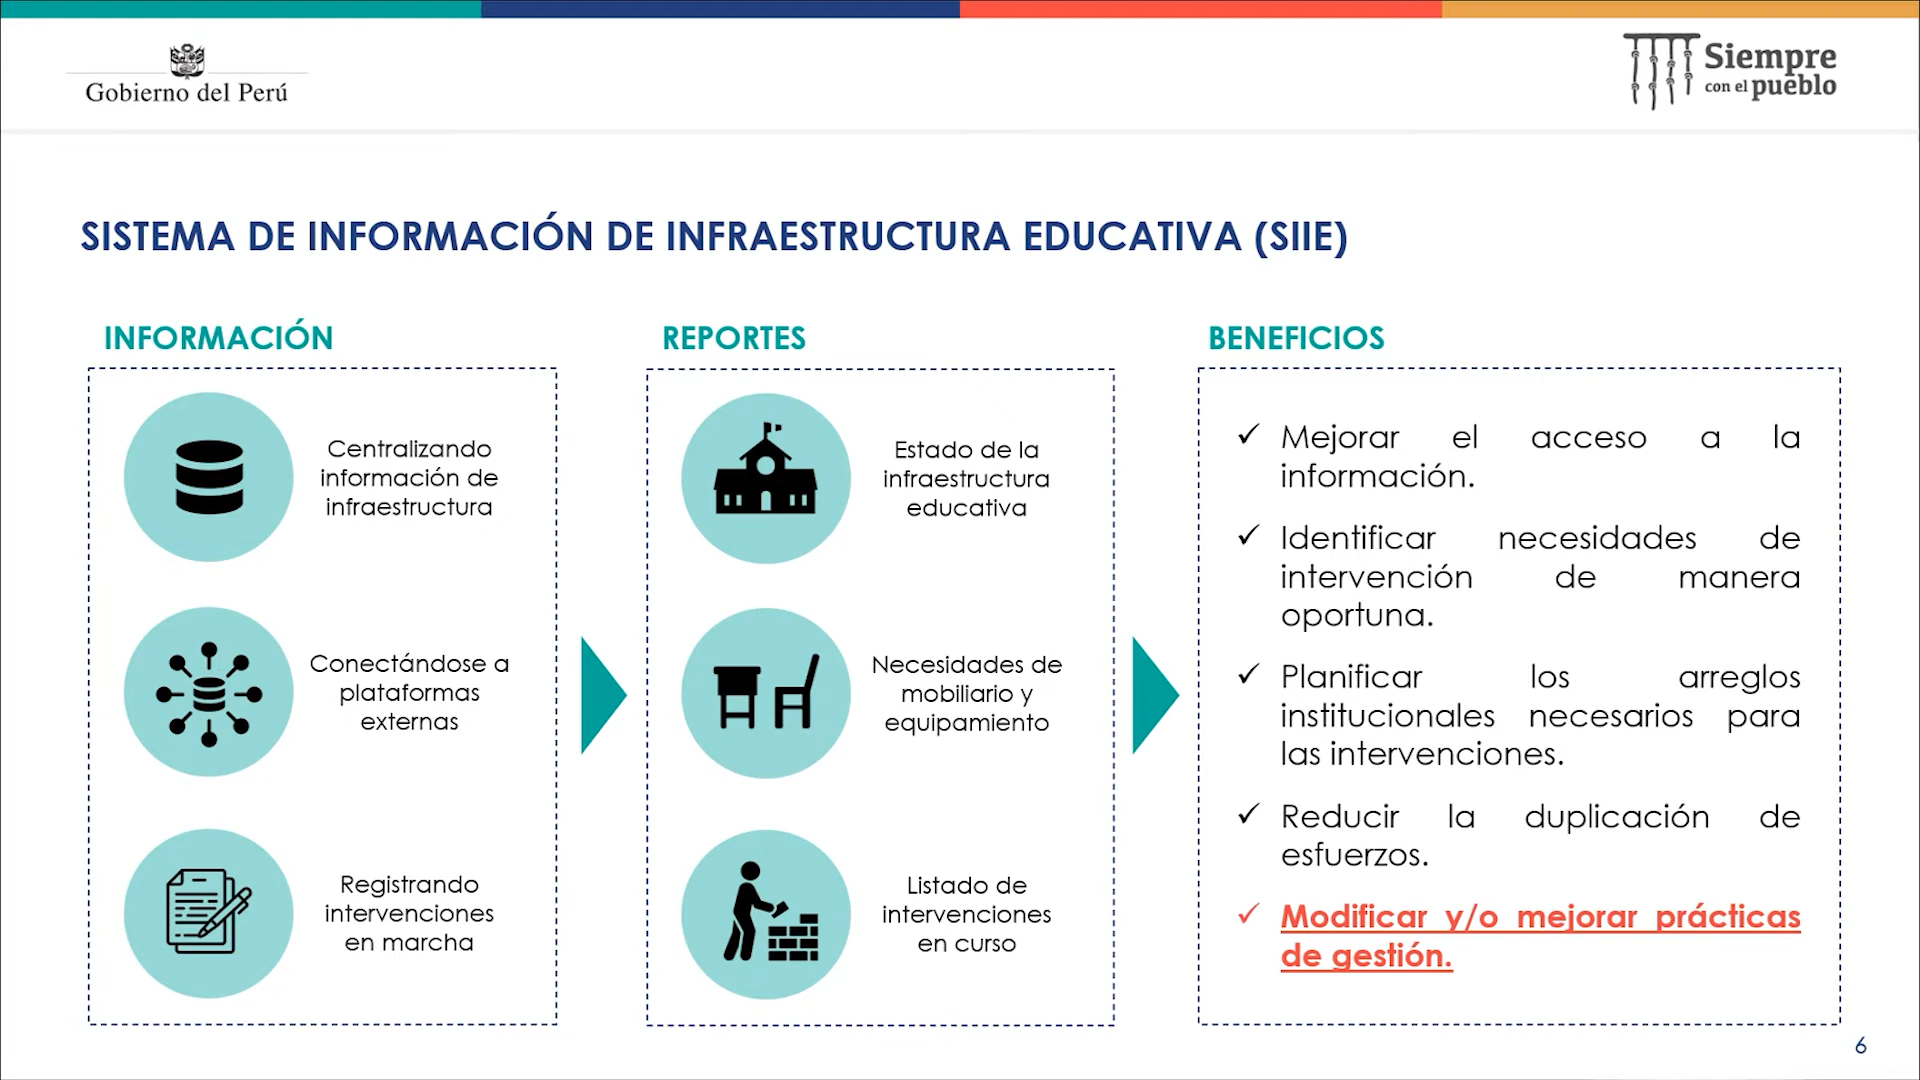 Gobierno del Perú
Siempre
con el pueblo
SISTEMA DE INFORMACIÓN DE INFRAESTRUCTURA EDUCATIVA (SIIE)
INFORMACIÓN
Centralizando
información de
infraestructura
Conectándose a
plataformas
externas
Registrando
intervenciones
en marcha
REPORTES
Estado de la
infraestructura
educativa
Necesidades de
mobiliario y
equipamiento
Listado de
intervenciones
en curso
BENEFICIOS
✓ Mejorar el acceso a la
información.
✓ Identificar necesidades de
intervención de manera
oportuna.
✓ Planificar los arreglos
institucionales necesarios para
las intervenciones.
✓ Reducir la duplicación de
esfuerzos.
✓ Modificar y/o mejorar prácticas
de gestión.
6